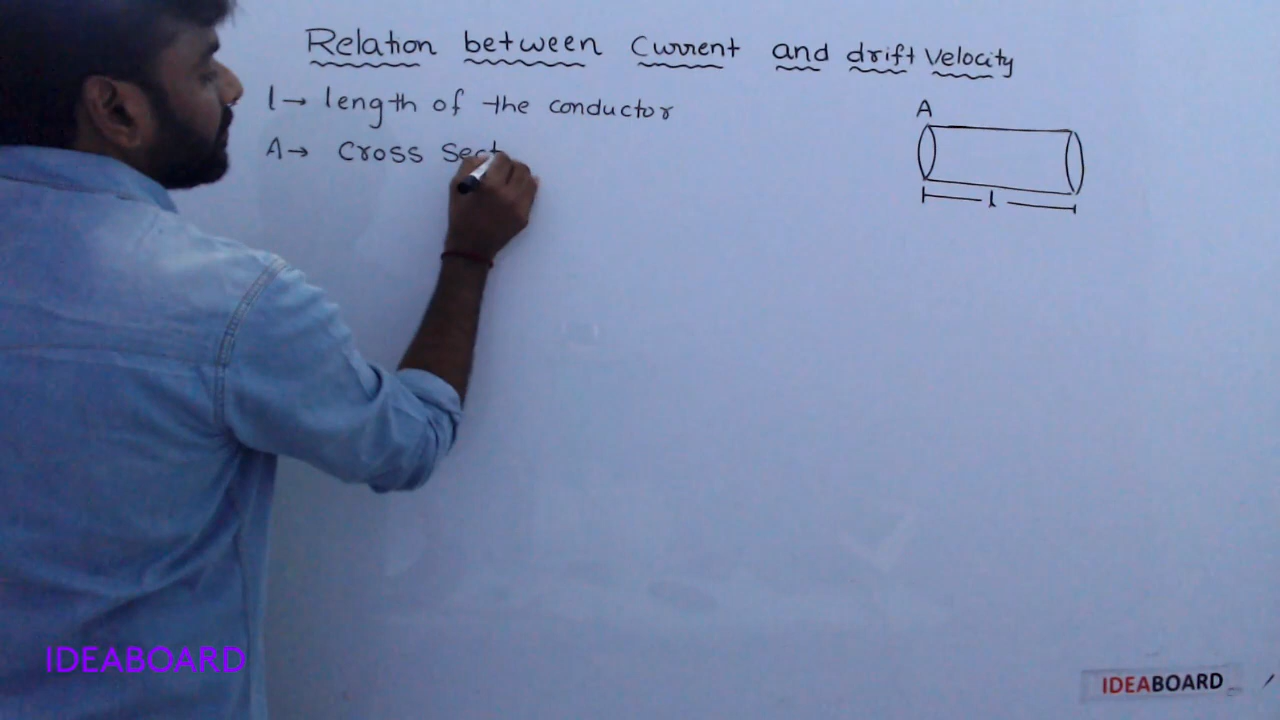 Relation between Current and drift velocity
l→ length of the conductor
A→ Cross Sect
A
l
IDEABOARD
IDEABOARD